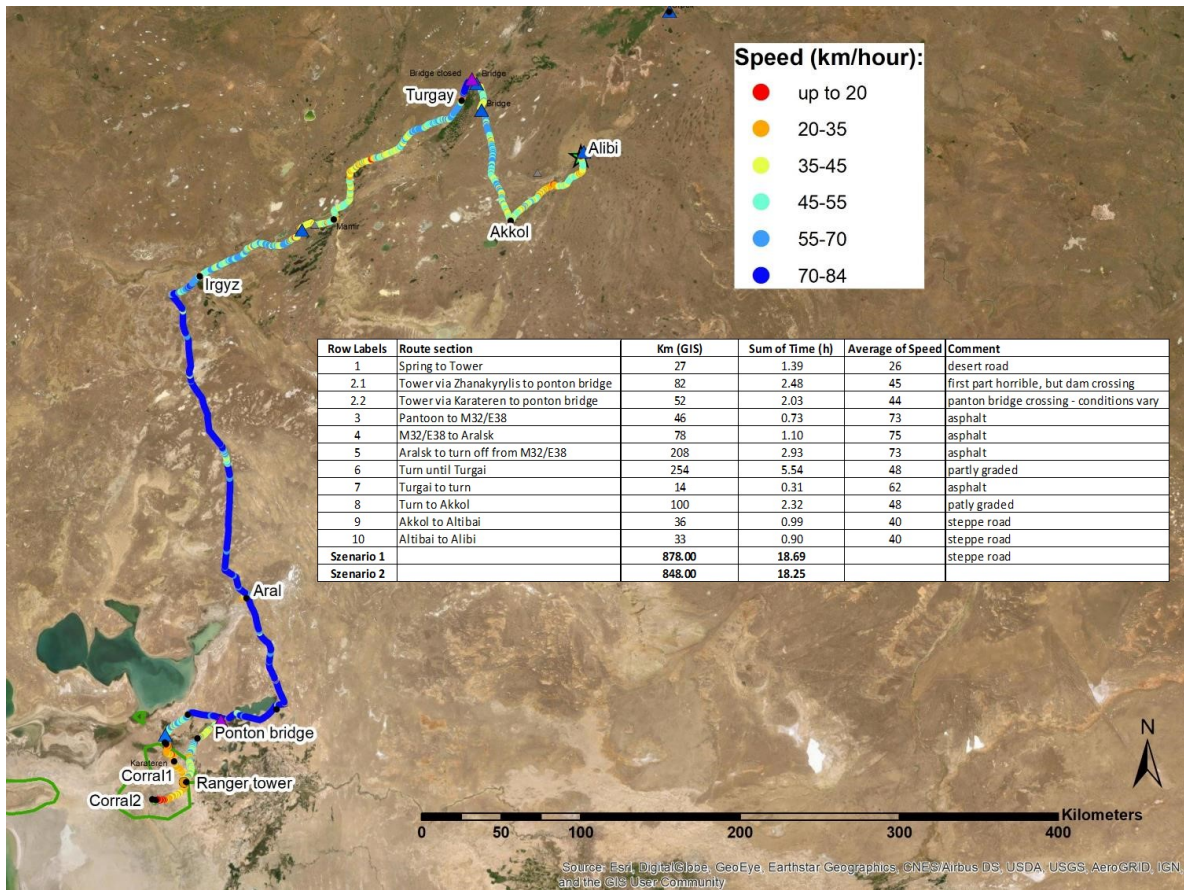 Bridge closed
Bridge
Turgay
Bridge
Alibi
Akkol
Mamir
Irgyz
Aral
Ponton bridge
Karateren
Corral1
Ranger tower
Corral2
Speed (km/hour):
up to 20
20-35
35-45
45-55
55-70
70-84
Row Labels Route section Km (GIS) Sum of Time (h) Average of Speed Comment
1 Spring to Tower 27 1.39 26 desert road
2.1 Tower via Zhanakyrylis to ponton bridge 82 2.48 45 first part horrible, but dam crossing
2.2 Tower via Karateren to ponton bridge 52 2.03 44 panton bridge crossing - conditions vary
3 Pantoon to M32/E38 46 0.73 73 asphalt
4 M32/E38 to Aralsk 78 1.10 75 asphalt
5 Aralsk to turn off from M32/E38 208 2.93 73 asphalt
6 Turn until Turgai 254 5.54 48 partly graded
7 Turgai to turn 14 0.31 62 asphalt
8 Turn to Akkol 100 2.32 48 patly graded
9 Akkol to Altibai 36 0.99 40 steppe road
10 Altibai to Alibi 33 0.90 40 steppe road
Szenario 1 878.00 18.69 steppe road
Szenario 2 848.00 18.25
N
Kilometers
0 50 100 200 300 400
Source: Esri, DigitalGlobe, GeoEye, Earthstar Geographics, CNES/Airbus DS, USDA, USGS, AeroGRID, IGN,
and the GIS User Community